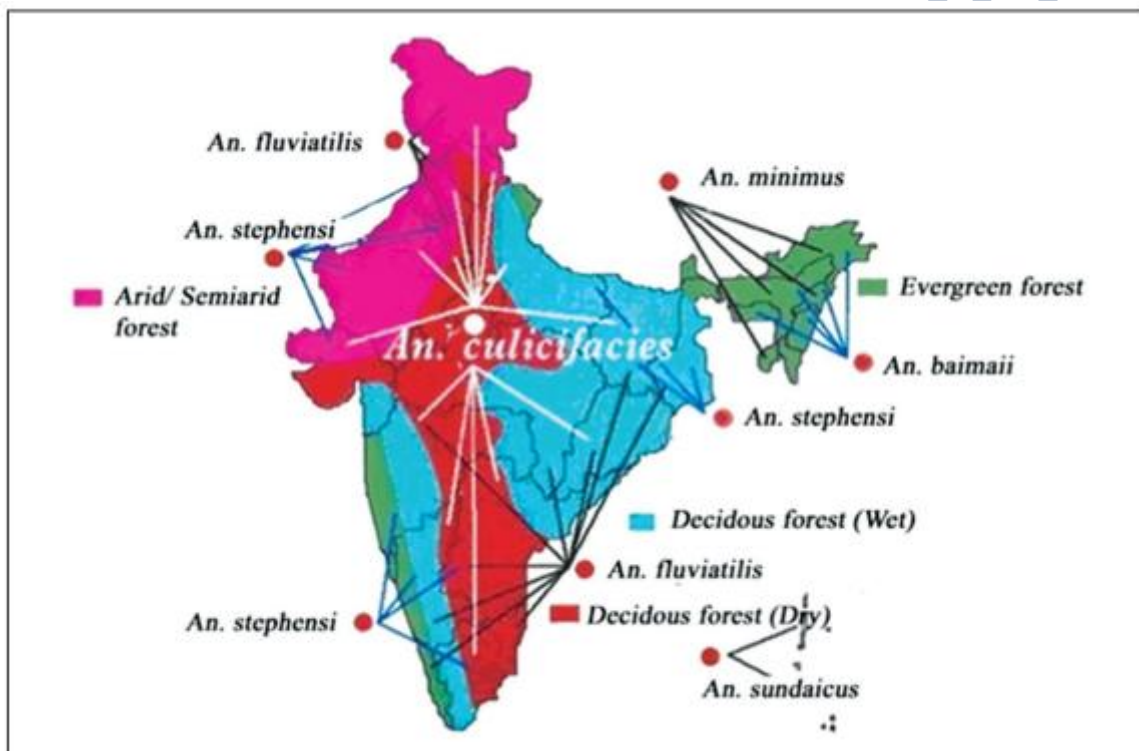 An. fluviatilis
An. minimus
An. stephensi
Arid/ Semiarid
forest
Evergreen forest
An. culicifacies
An. baimaii
An. stephensi
Decidous forest (Wet)
An. fluviatilis
An. stephensi
Decidous forest (Dry)
An. sundaicus